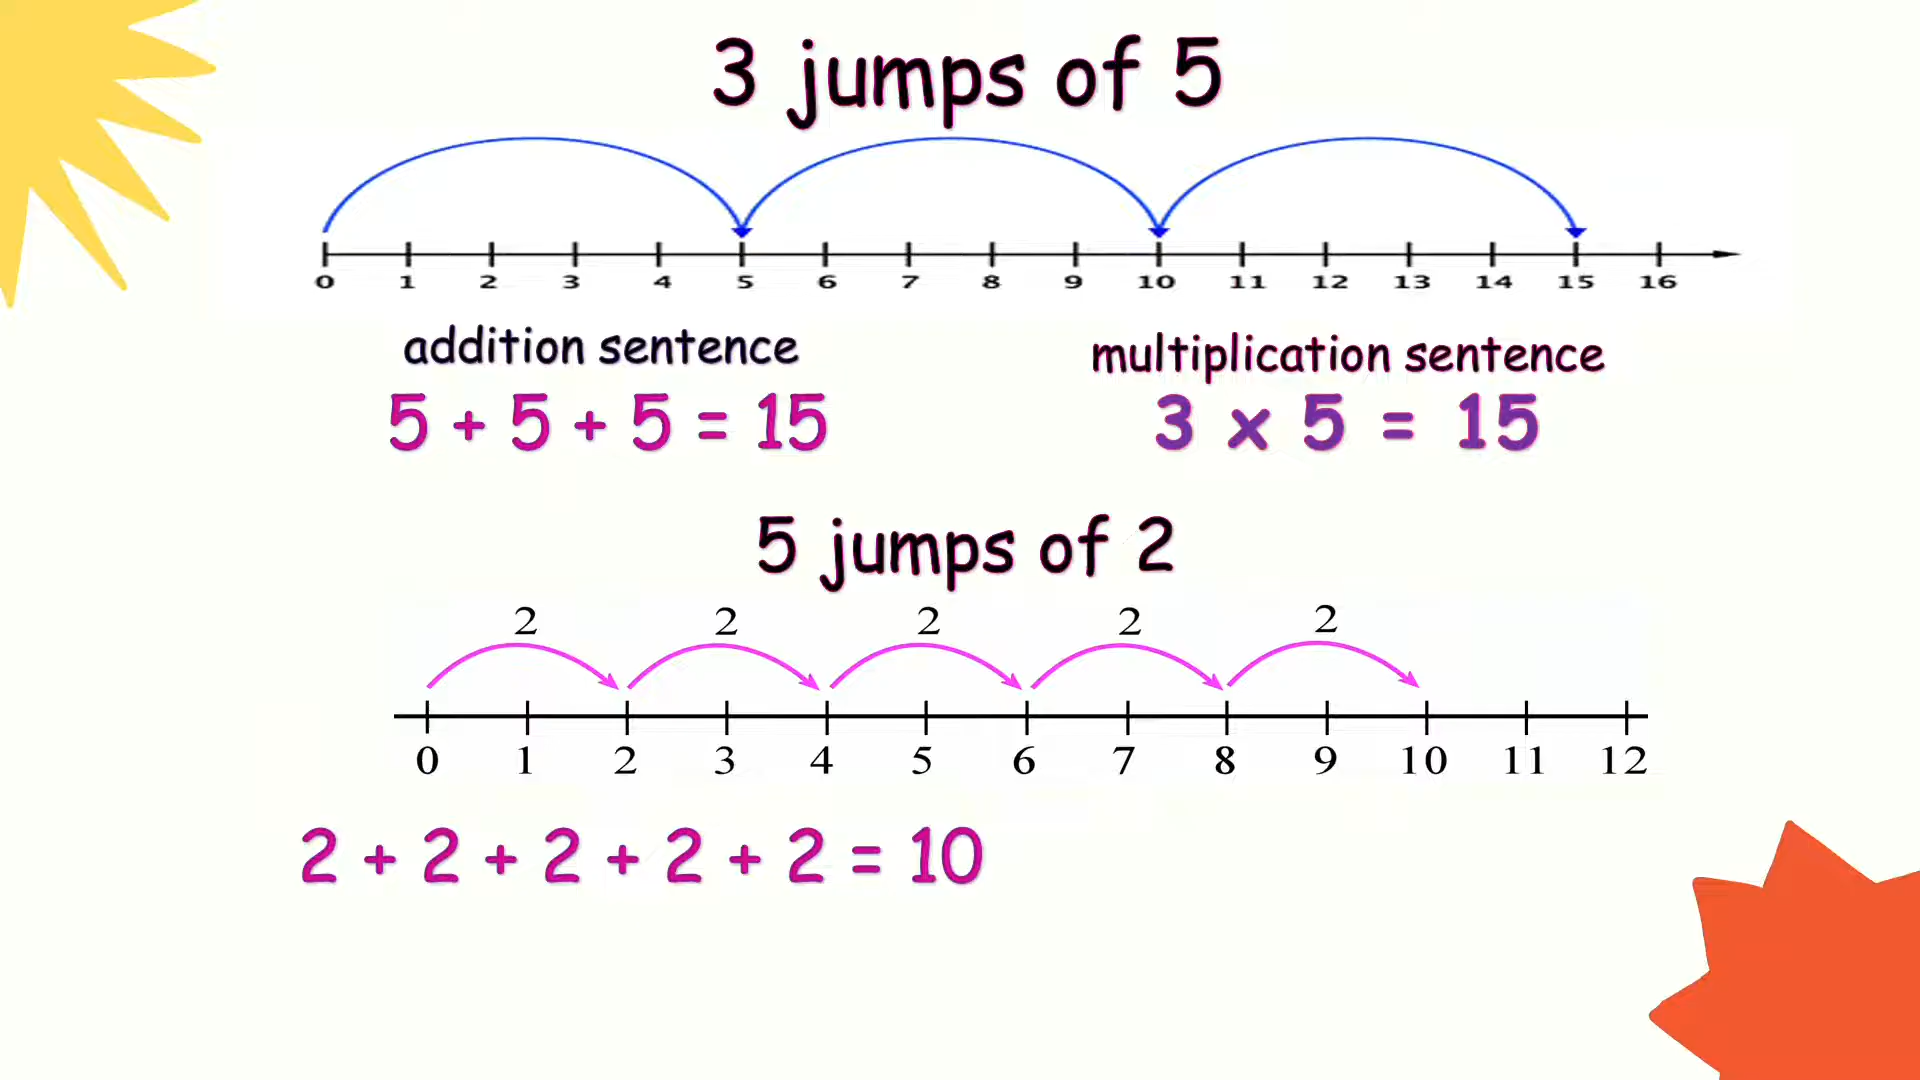 3 jumps of 5
0 1 2 3 4 5 6 7 8 9 10 11 12 13 14 15 16
addition sentence
multiplication sentence
5 + 5 + 5 = 15
3 x 5 = 15
5 jumps of 2
2 2 2 2 2
0 1 2 3 4 5 6 7 8 9 10 11 12
2 + 2 + 2 + 2 + 2 = 10